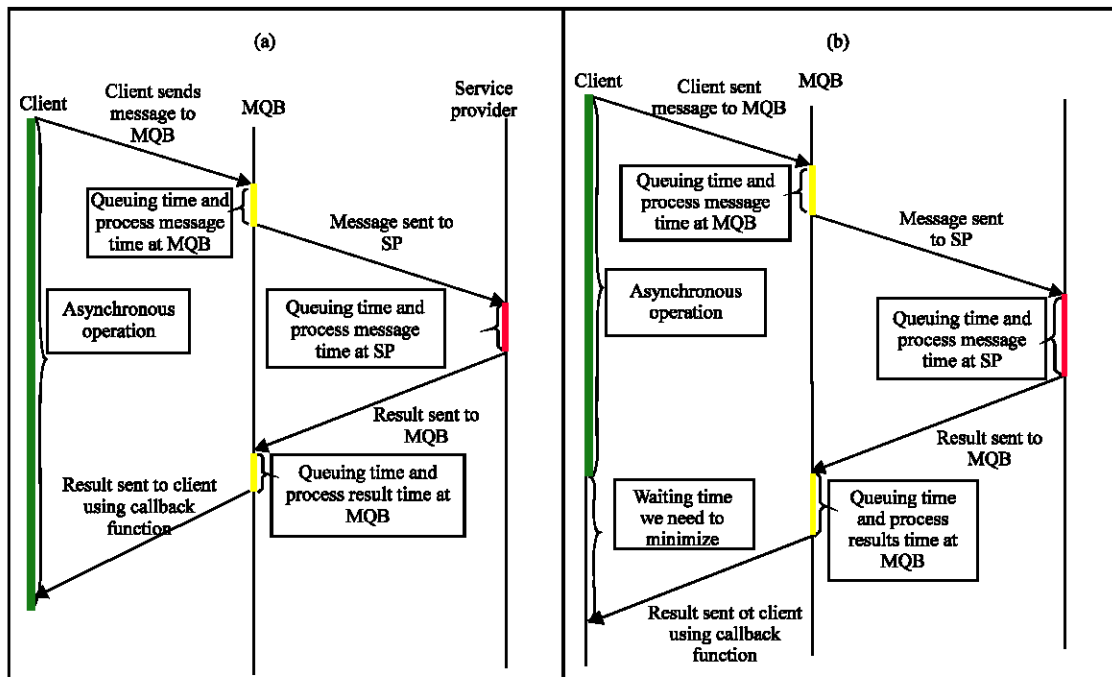 (a)
Client
Client sends
message to
MQB
MQB
Service
provider
Queuing time and
process message
time at MQB
Message sent to
SP
Asynchronous
operation
Queuing time and
process message
time at SP
Result sent to
MQB
Result sent to client
using callback
function
Queuing time and
process result time at
MQB
(b)
Client
Client sent
message to MQB
MQB
Queuing time and
process message
time at MQB
Message sent
to SP
Asynchronous
operation
Queuing time and
process message
time at SP
Result sent to
MQB
Waiting time
we need to
minimize
Queuing time
and process
results time at
MQB
Result sent ot client
using callback
function